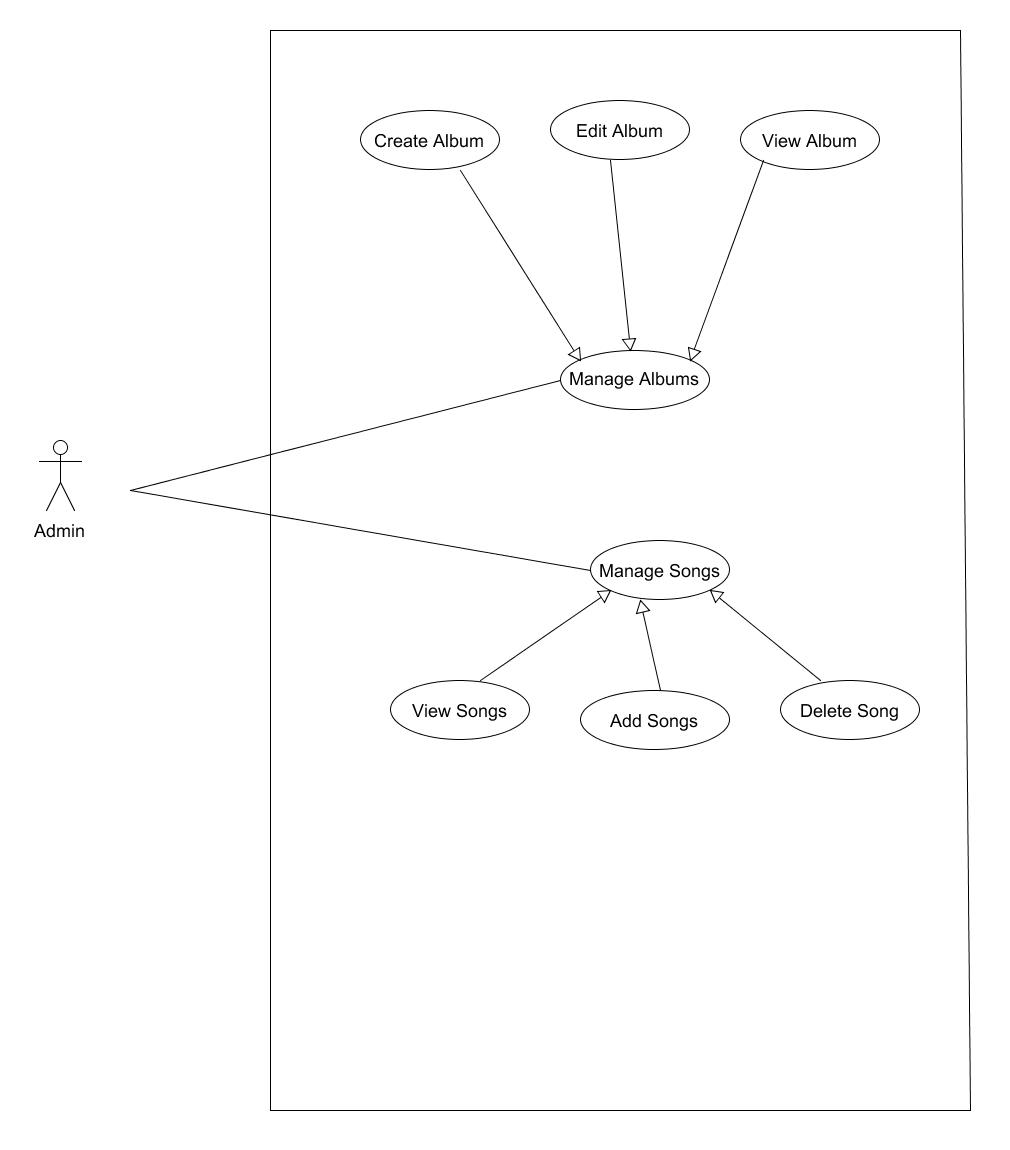 Create Album
Edit Album
View Album
Manage Albums
Admin
Manage Songs
View Songs
Add Songs
Delete Song